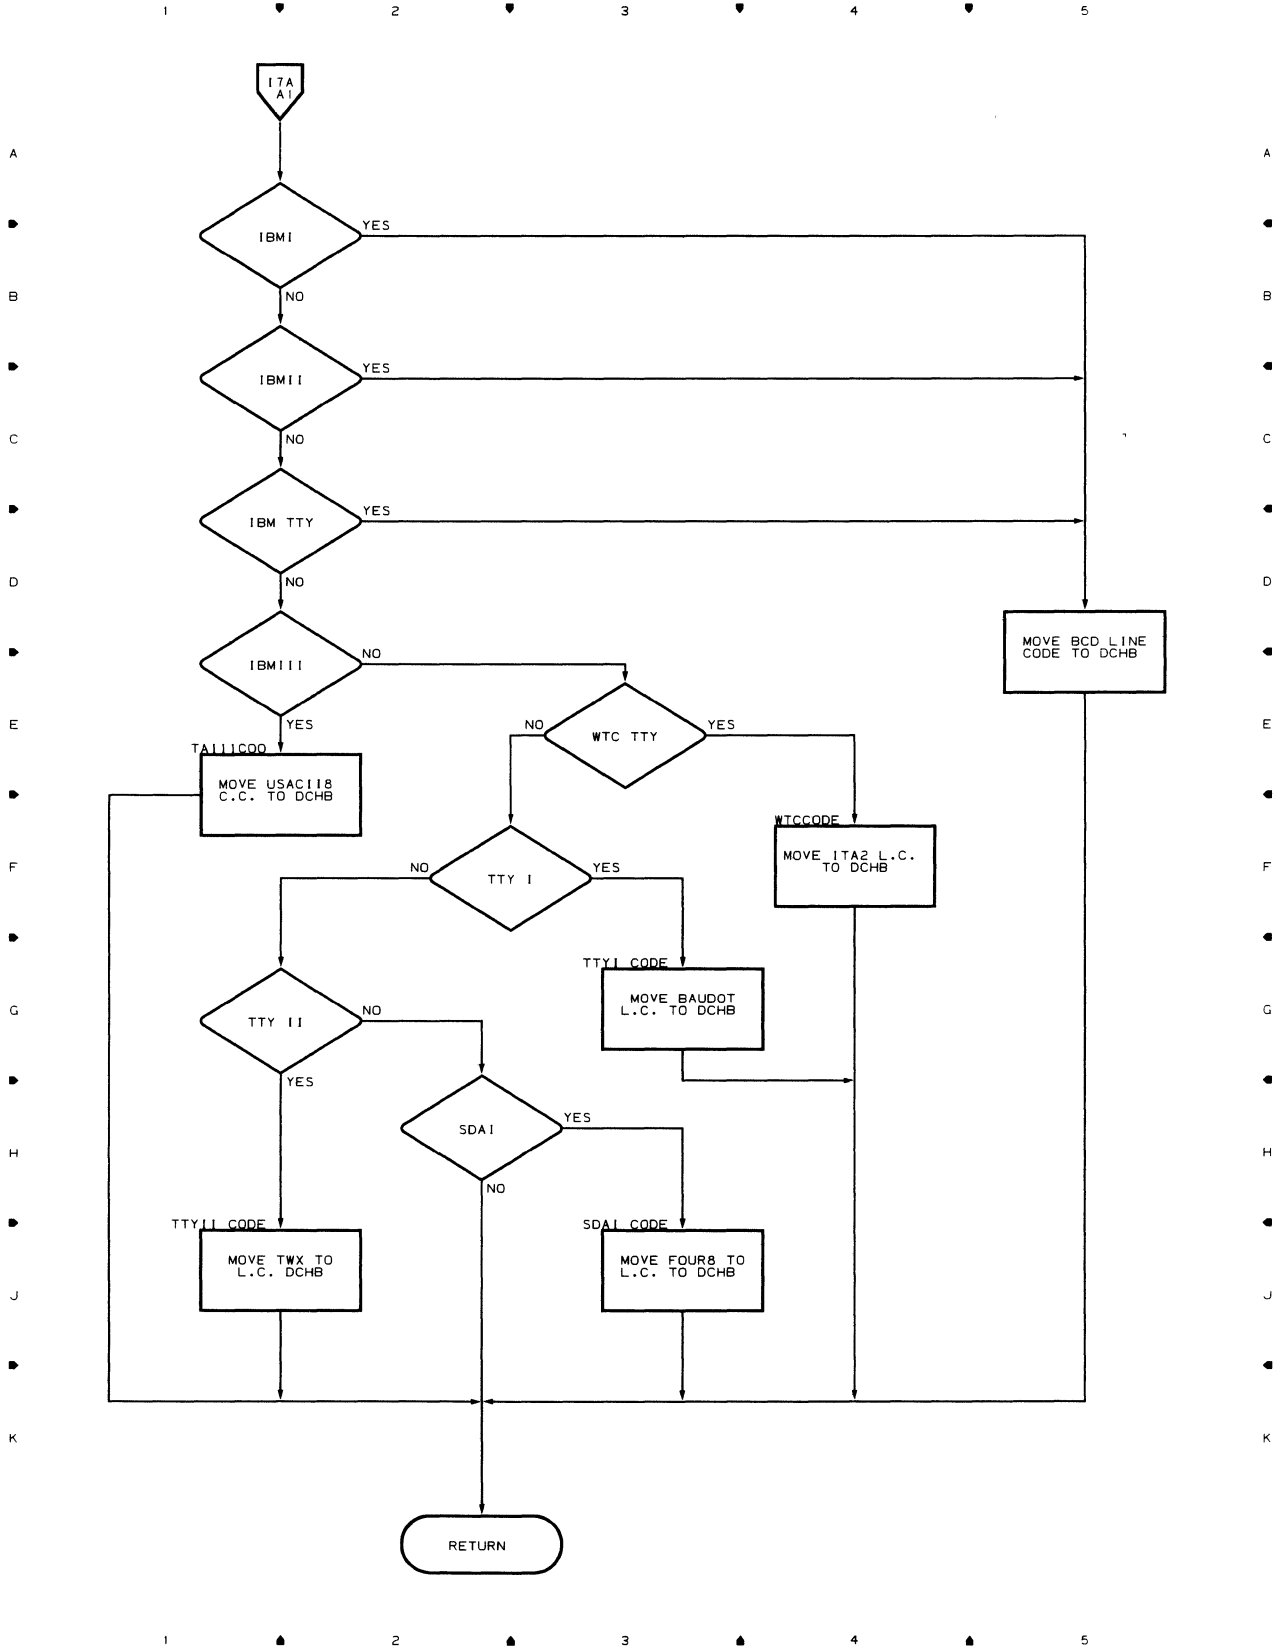 1 2 3 4 5
I7A
A1
A A
IBMI
YES
B B
NO
IBMII
YES
C C
NO
IBM TTY
YES
D D
NO
IBMIII
NO
MOVE BCD LINE
CODE TO DCHB
E E
YES
NO
WTC TTY
YES
TAI11COO
MOVE USACII8
C.C. TO DCHB
WTCCODE
MOVE ITA2 L.C.
TO DCHB
F F
NO
TTY I
YES
TTYI CODE
MOVE BAUDOT
L.C. TO DCHB
G G
TTY II
NO
YES
SDAI
YES
H H
NO
TTYII CODE
MOVE TWX TO
L.C. DCHB
SDAI CODE
MOVE FOUR8 TO
L.C. TO DCHB
J J
K K
RETURN
1 2 3 4 5